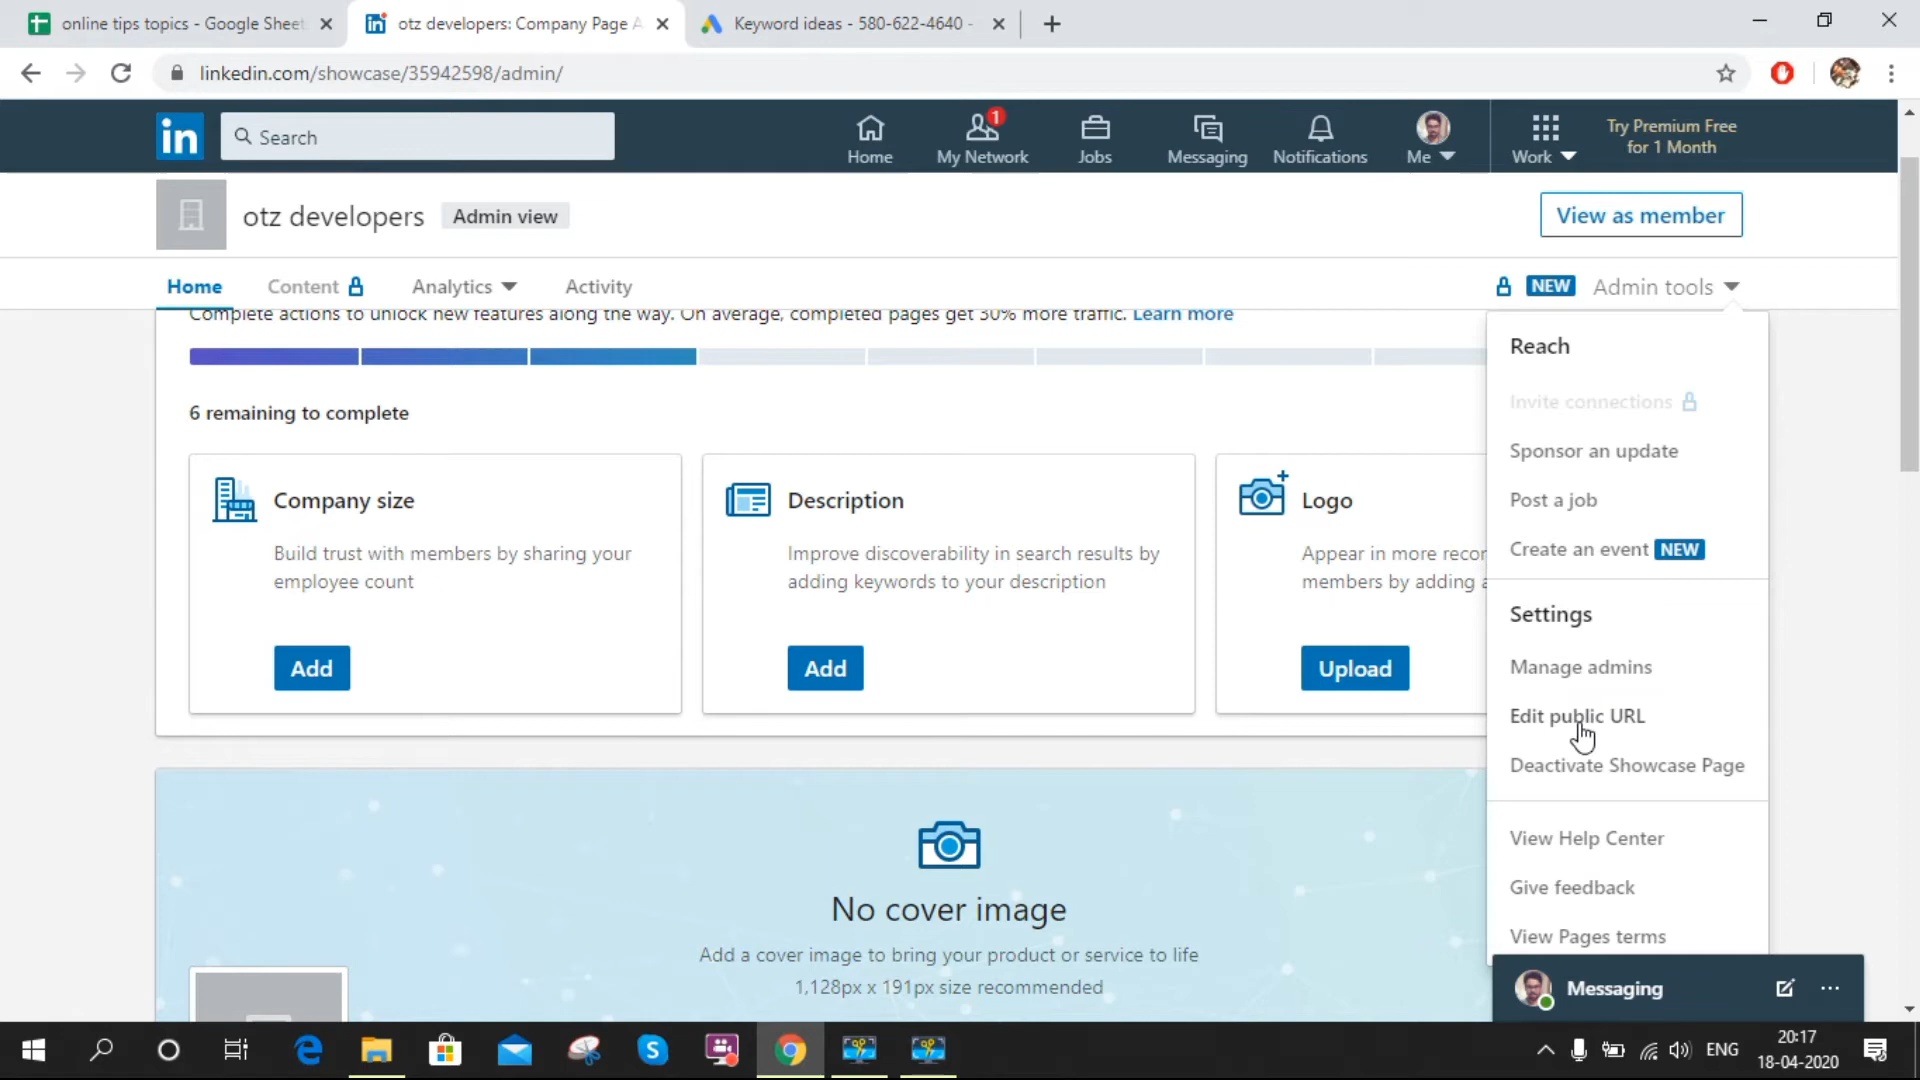 online tips topics - Google Sheet
otz developers: Company Page A
Keyword ideas - 580-622-4640 -
linkedin.com/showcase/35942598/admin/
in
Search
Home
1
My Network
Jobs
Messaging
Notifications
Me
Work
Try Premium Free
for 1 Month
otz developers
Admin view
View as member
Home
Content
Analytics
Activity
NEW
Admin tools
Complete actions to unlock new features along the way. On average, completed pages get 30% more traffic. Learn more
6 remaining to complete
Company size
Build trust with members by sharing your
employee count
Add
Description
Improve discoverability in search results by
adding keywords to your description
Add
Logo
Appear in more recor
members by adding a
Upload
Reach
Invite connections
Sponsor an update
Post a job
Create an event NEW
Settings
Manage admins
Edit public URL
Deactivate Showcase Page
View Help Center
Give feedback
View Pages terms
No cover image
Add a cover image to bring your product or service to life
1,128px x 191px size recommended
Messaging
ENG
20:17
18-04-2020